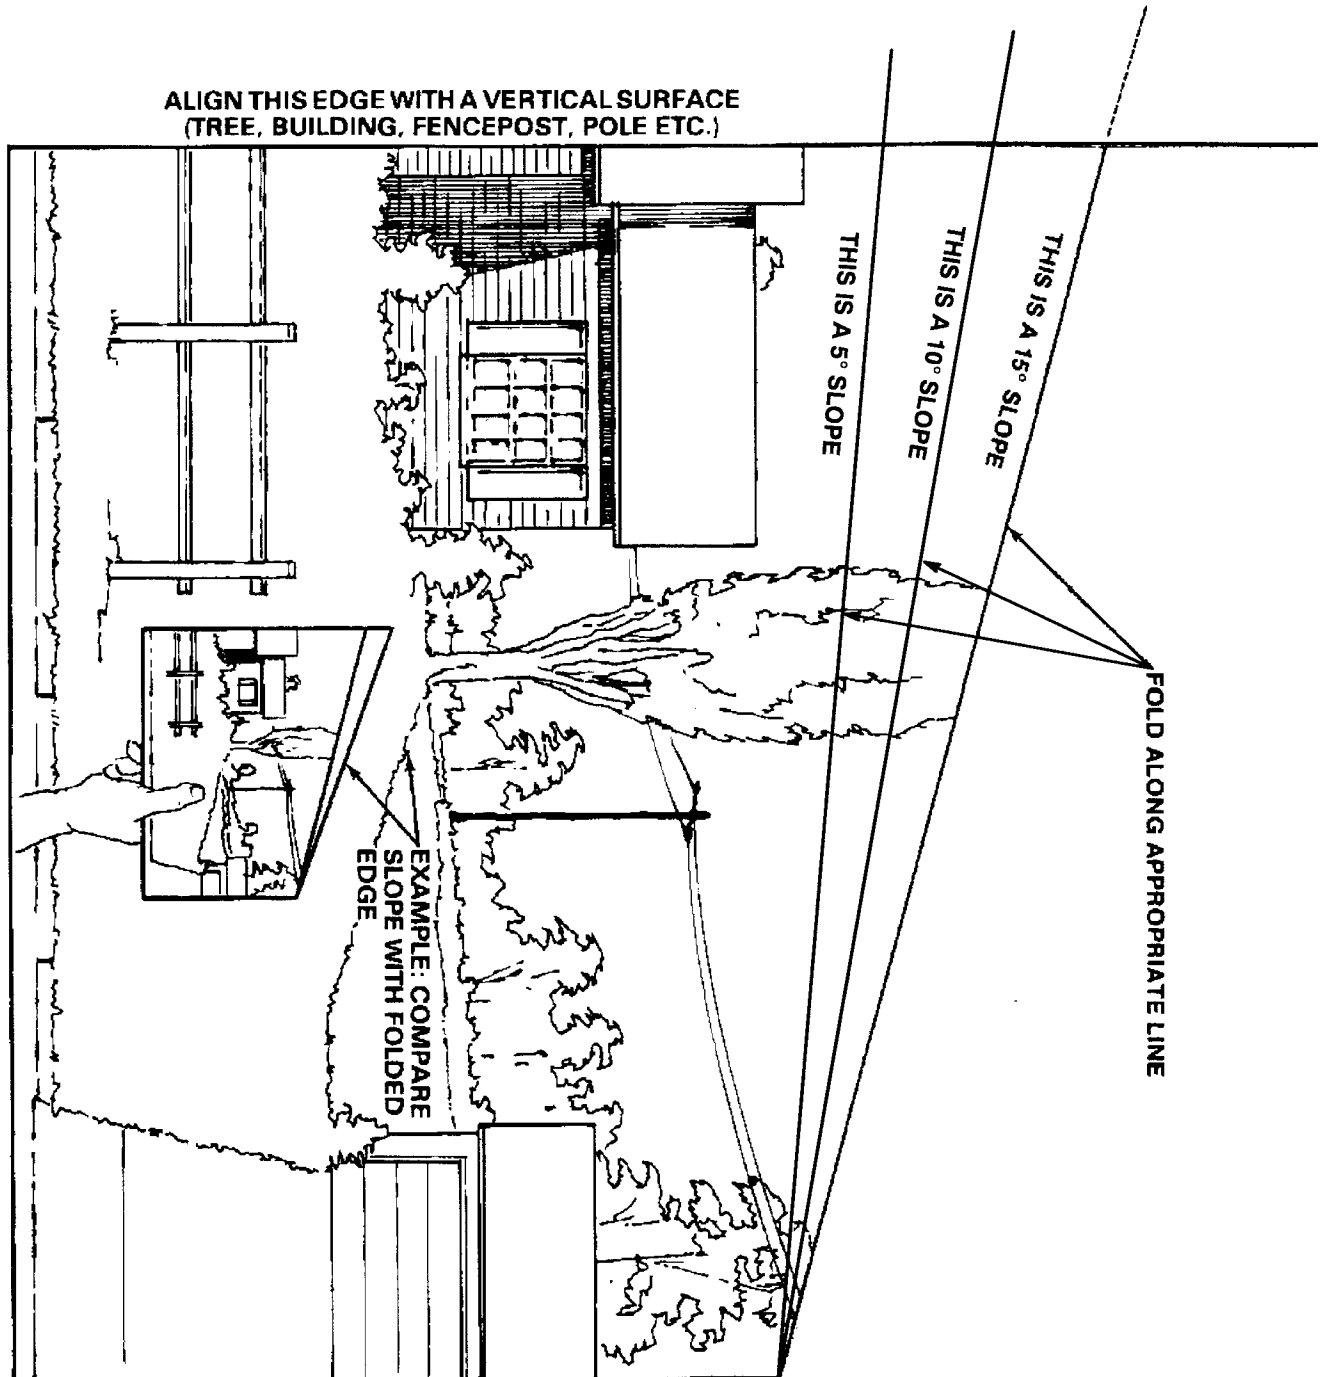 ALIGN THIS EDGE WITH A VERTICAL SURFACE
(TREE, BUILDING, FENCEPOST, POLE ETC.)
THIS IS A 5° SLOPE
THIS IS A 10° SLOPE
THIS IS A 15° SLOPE
FOLD ALONG APPROPRIATE LINE
EXAMPLE: COMPARE
SLOPE WITH FOLDED
EDGE